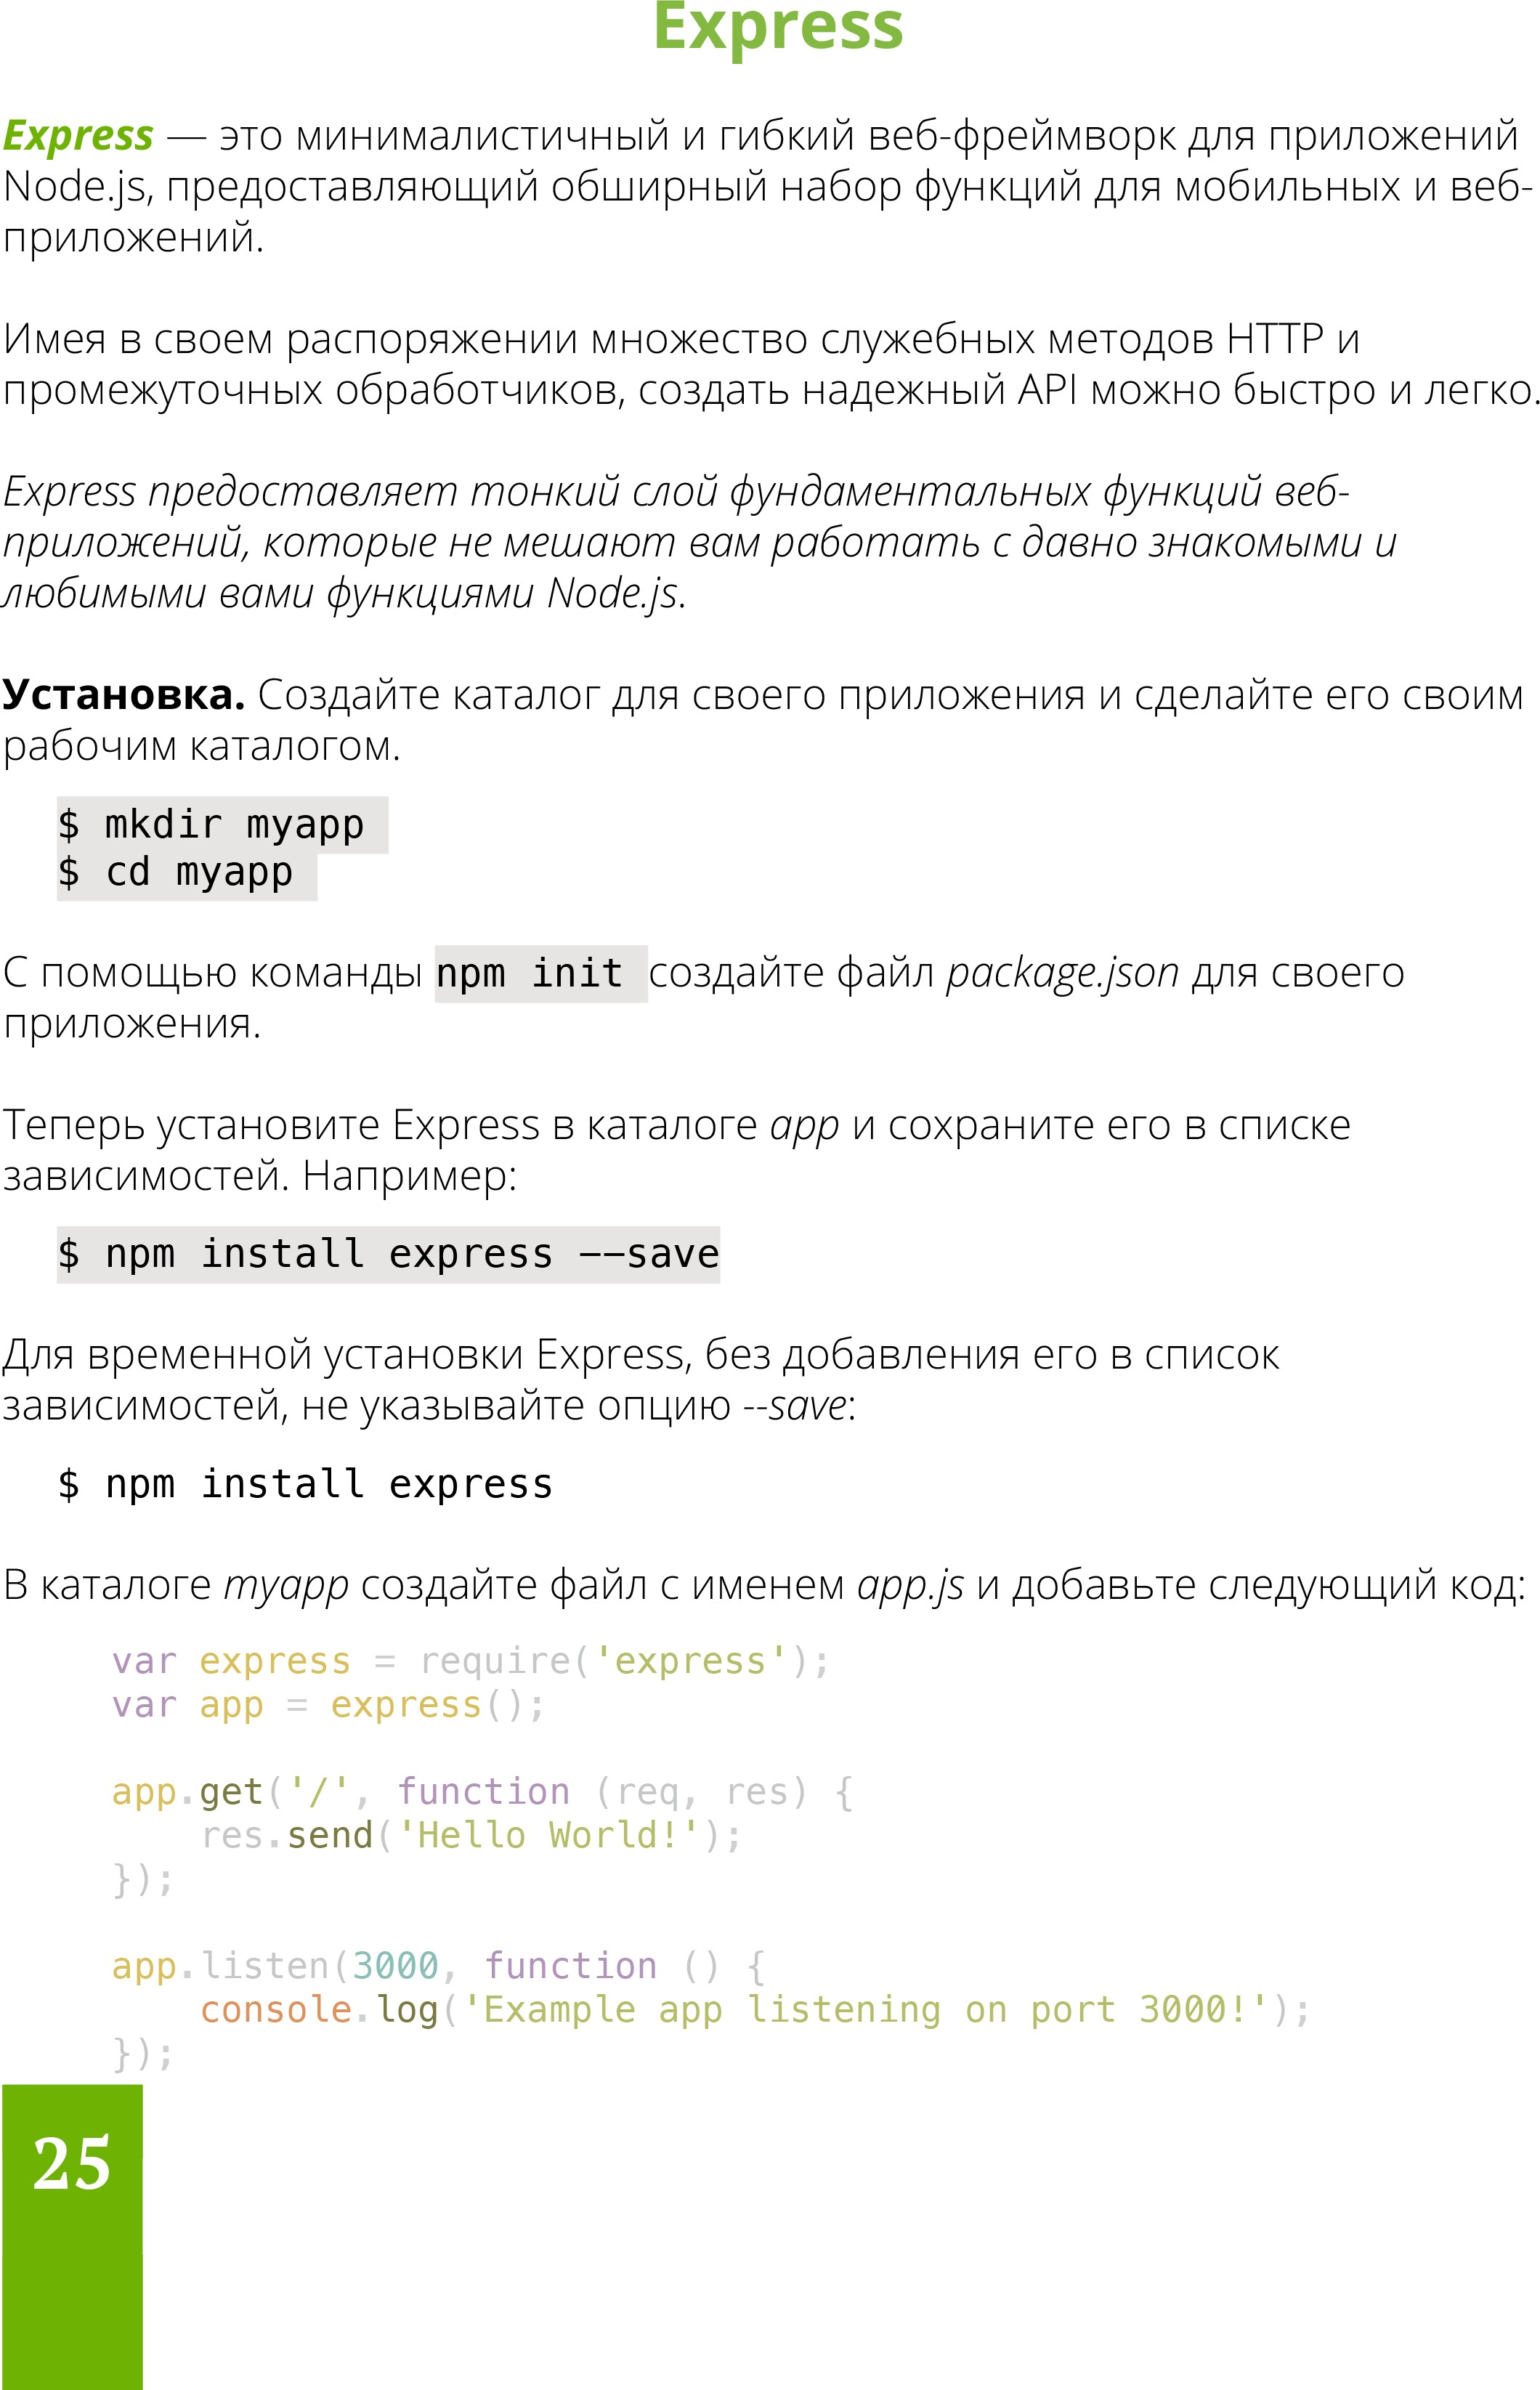 Express
Express — это минималистичный и гибкий веб-фреймворк для приложений
Node.js, предоставляющий обширный набор функций для мобильных и веб-
приложений.
Имея в своем распоряжении множество служебных методов HTTP и
промежуточных обработчиков, создать надежный API можно быстро и легко.
Express предоставляет тонкий слой фундаментальных функций веб-
приложений, которые не мешают вам работать с давно знакомыми и
любимыми вами функциями Node.js.
Установка. Создайте каталог для своего приложения и сделайте его своим
рабочим каталогом.
$ mkdir myapp
$ cd myapp
С помощью команды npm init создайте файл package.json для своего
приложения.
Теперь установите Express в каталоге app и сохраните его в списке
зависимостей. Например:
$ npm install express --save
Для временной установки Express, без добавления его в список
зависимостей, не указывайте опцию --save:
$ npm install express
В каталоге myapp создайте файл с именем app.js и добавьте следующий код:
var express = require('express');
var app = express();
app.get('/', function (req, res) {
    res.send('Hello World!');
});
app.listen(3000, function () {
    console.log('Example app listening on port 3000!');
});
25